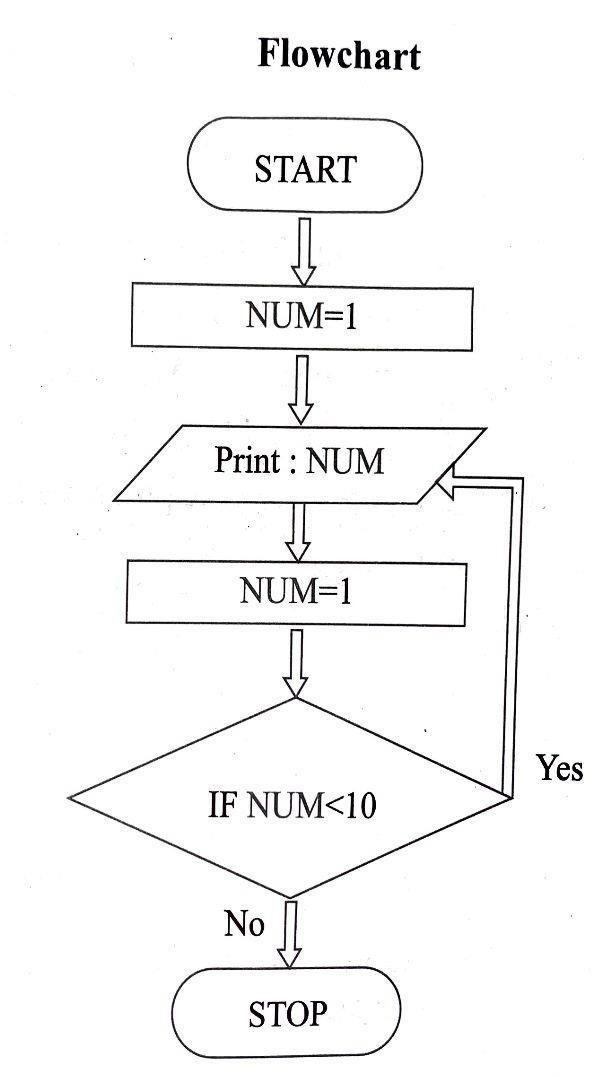 Flowchart
START
NUM=1
Print : NUM
NUM=1
IF NUM<10
Yes
No
STOP